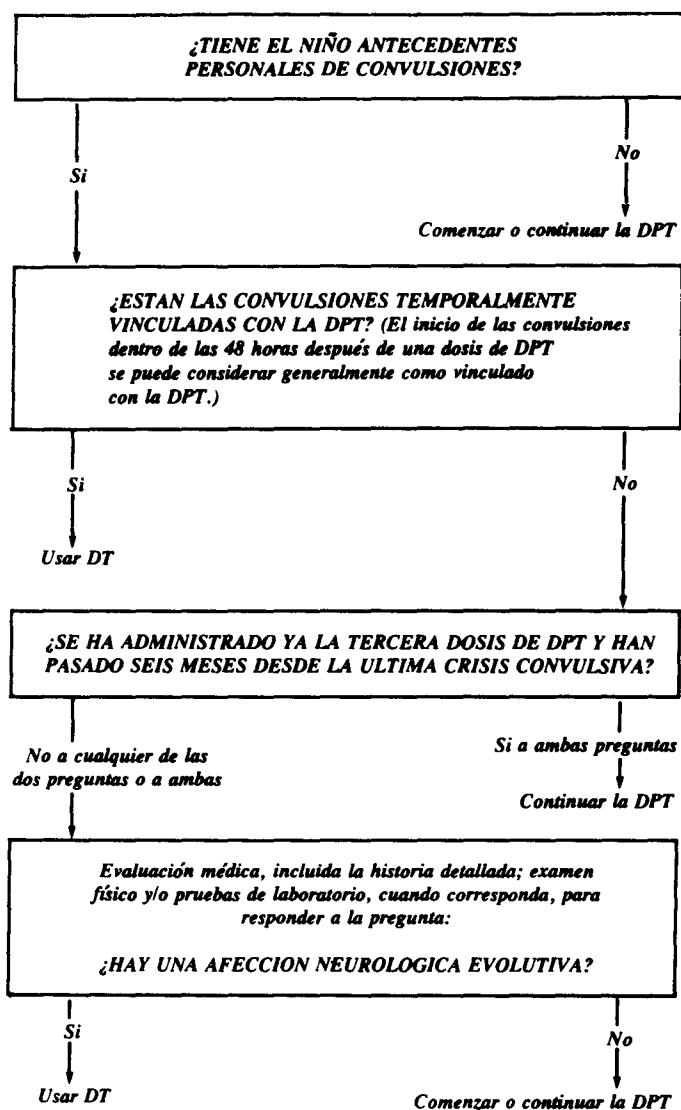 ¿TIENE EL NIÑO ANTECEDENTES
PERSONALES DE CONVULSIONES?
Si
No
Comenzar o continuar la DPT
¿ESTAN LAS CONVULSIONES TEMPORALMENTE
VINCULADAS CON LA DPT? (El inicio de las convulsiones
dentro de las 48 horas después de una dosis de DPT
se puede considerar generalmente como vinculado
con la DPT.)
Si
No
Usar DT
¿SE HA ADMINISTRADO YA LA TERCERA DOSIS DE DPT Y HAN
PASADO SEIS MESES DESDE LA ULTIMA CRISIS CONVULSIVA?
No a cualquier de las
dos preguntas o a ambas
Si a ambas preguntas
Continuar la DPT
Evaluación médica, incluida la historia detallada; examen
físico y/o pruebas de laboratorio, cuando corresponda, para
responder a la pregunta:
¿HAY UNA AFECCION NEUROLOGICA EVOLUTIVA?
Si
No
Usar DT
Comenzar o continuar la DPT